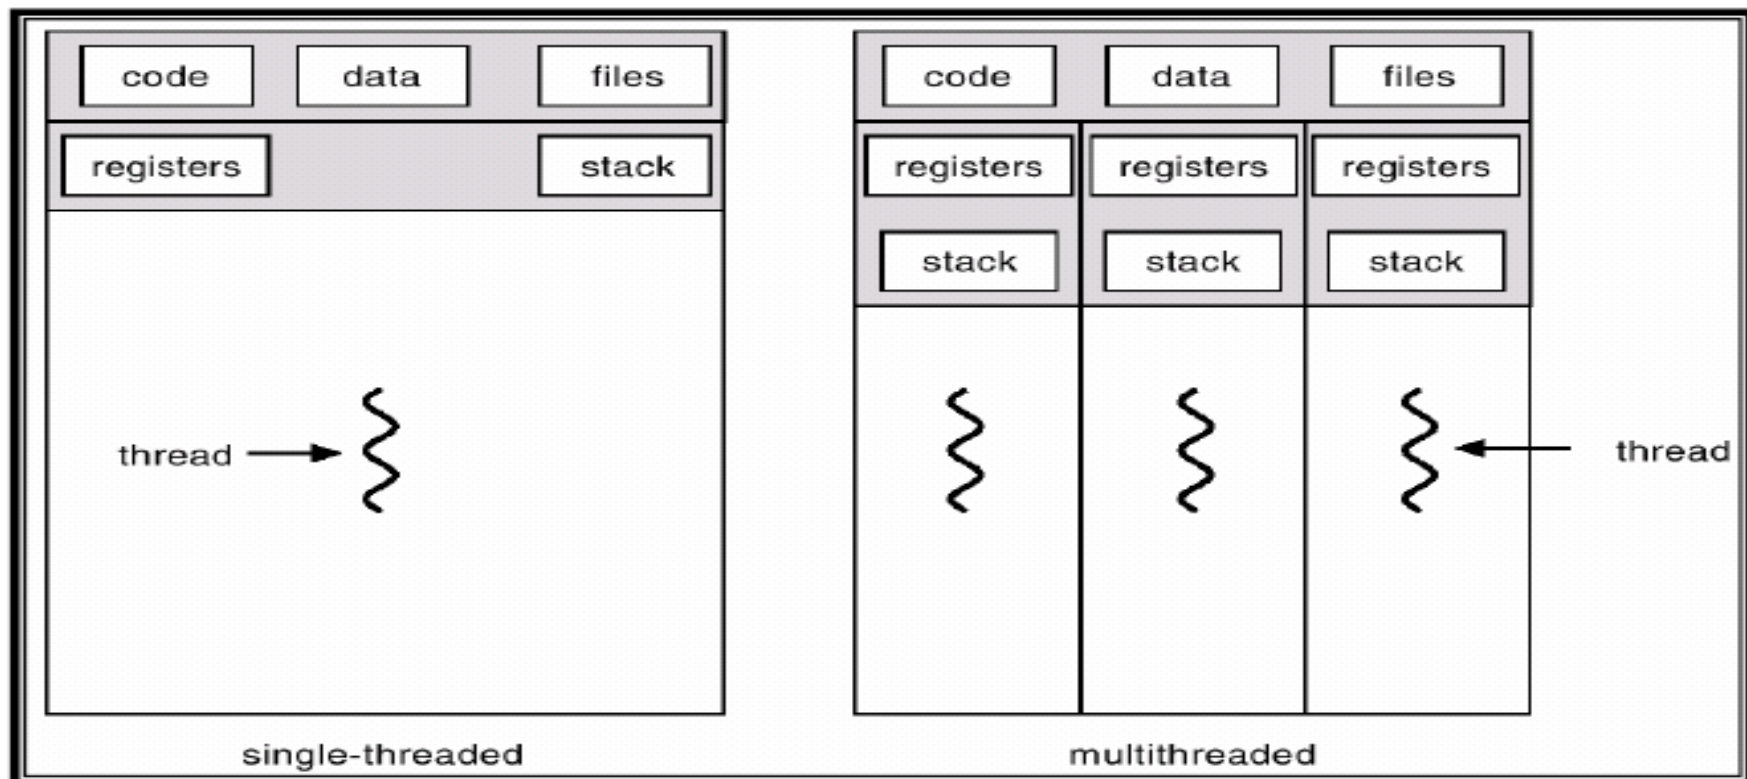 code data files code data files
registers stack registers registers registers
stack stack stack
thread thread
single-threaded multithreaded